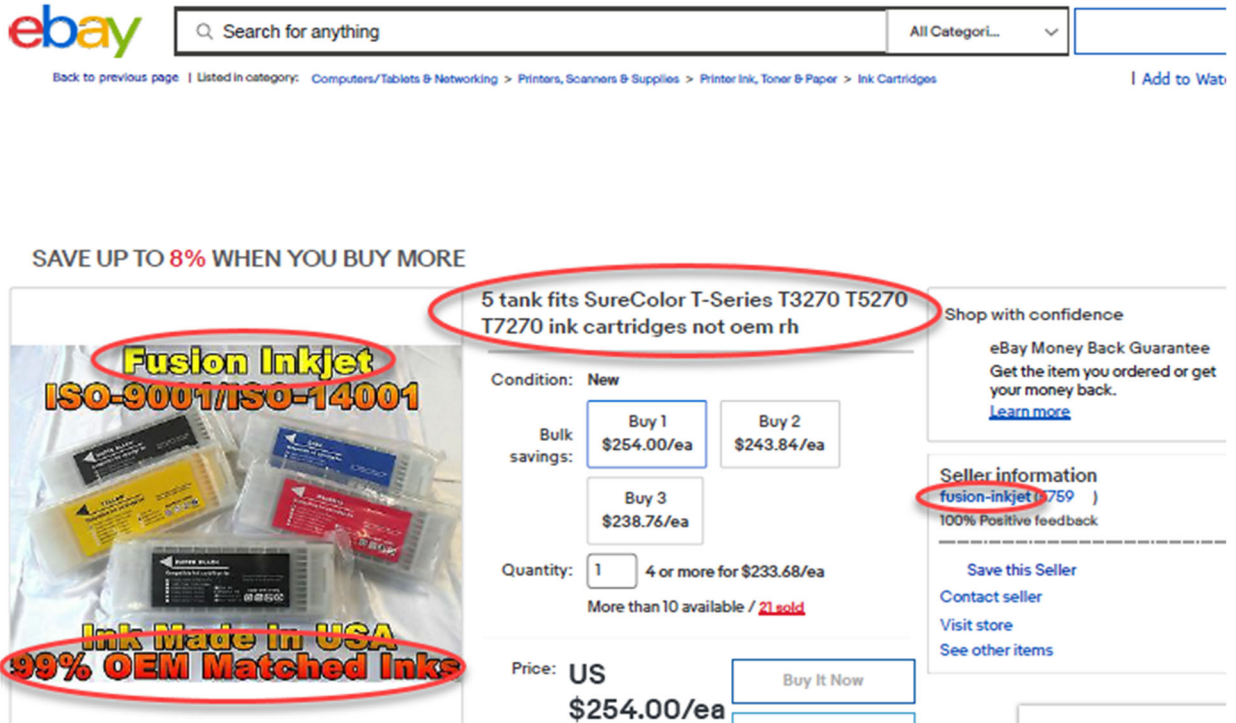 ebay
Search for anything
All Categori...
Back to previous page | Listed in category: Computers/Tablets & Networking > Printers, Scanners & Supplies > Printer Ink, Toner & Paper > Ink Cartridges
| Add to Wat
SAVE UP TO 8% WHEN YOU BUY MORE
Fusion Inkjet
ISO-9001/ISO-14001
YELLOW
SUPER BLACK
Ink Made in USA
99% OEM Matched Inks
5 tank fits SureColor T-Series T3270 T5270
T7270 ink cartridges not oem rh
Condition: New
Bulk savings:
Buy 1
$254.00/ea
Buy 2
$243.84/ea
Buy 3
$238.76/ea
Quantity: 1 4 or more for $233.68/ea
More than 10 available / 21 sold
Price: US
$254.00/ea
Buy It Now
Shop with confidence
eBay Money Back Guarantee
Get the item you ordered or get
your money back.
Learn more
Seller information
fusion-inkjet (5759 )
100% Positive feedback
Save this Seller
Contact seller
Visit store
See other items